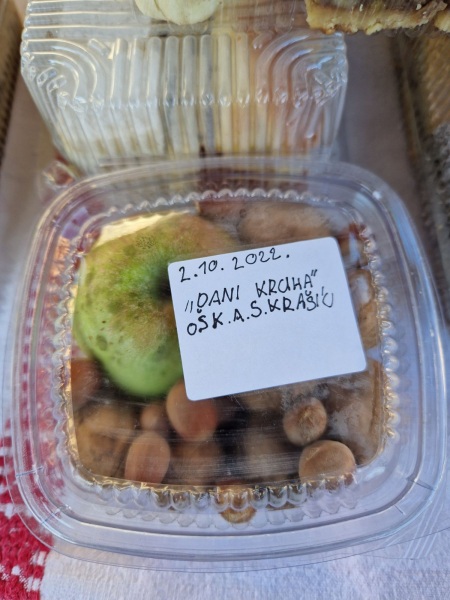 2.10.2022.
„DANI KRUHA"
OŠ K.A.S.KRAŠIĆ